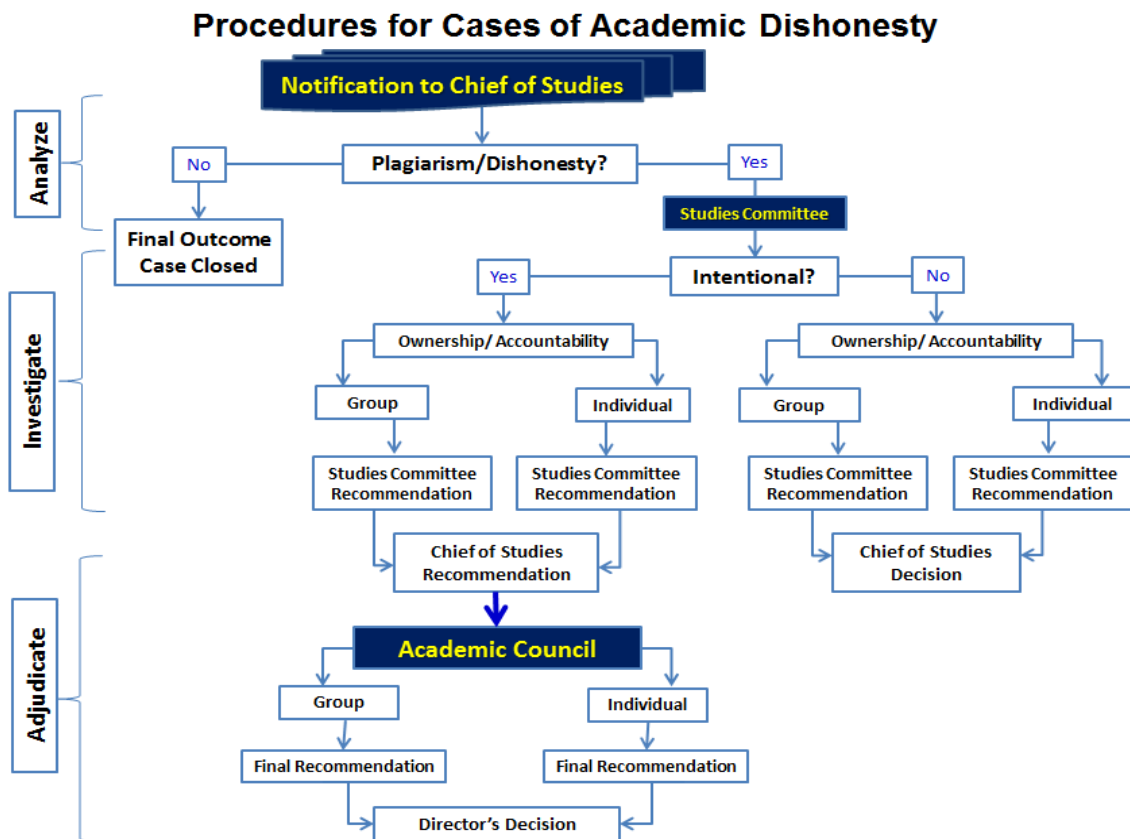 Procedures for Cases of Academic Dishonesty
Notification to Chief of Studies
Analyze
No
Plagiarism/Dishonesty?
Yes
Studies Committee
Final Outcome
Case Closed
Investigate
Yes
Intentional?
No
Ownership/ Accountability
Ownership/ Accountability
Group
Individual
Group
Individual
Studies Committee
Recommendation
Studies Committee
Recommendation
Studies Committee
Recommendation
Studies Committee
Recommendation
Chief of Studies
Recommendation
Chief of Studies
Decision
Adjudicate
Academic Council
Group
Individual
Final Recommendation
Final Recommendation
Director's Decision